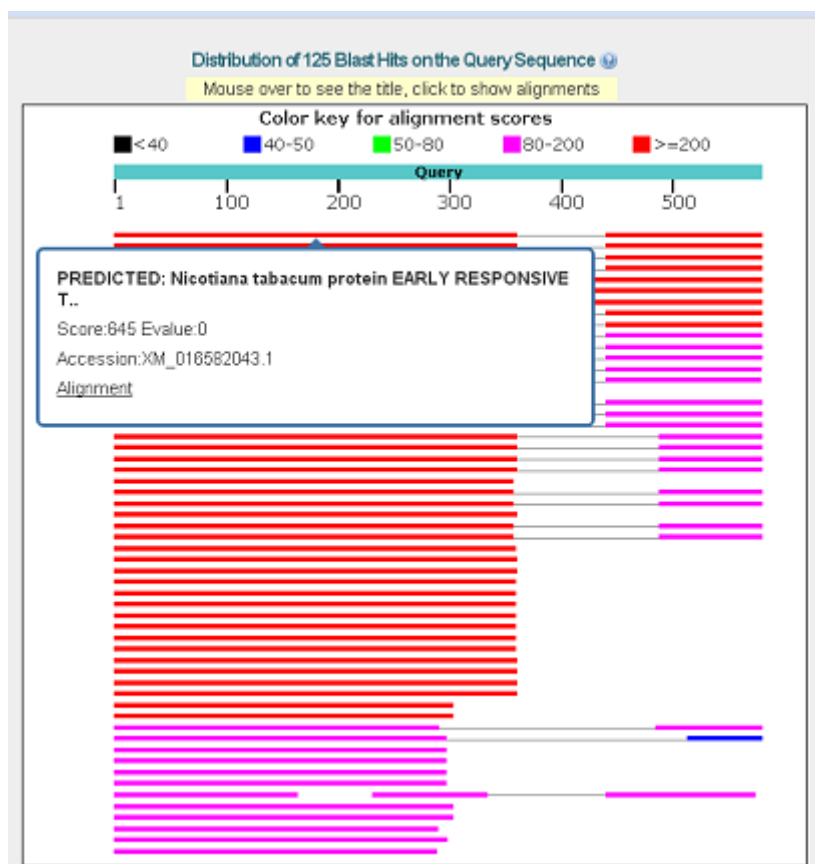 Distribution of 125 Blast Hits on the Query Sequence
Mouse over to see the title, click to show alignments
Color key for alignment scores
<40 40-50 50-80 80-200 >=200
Query
1 100 200 300 400 500
PREDICTED: Nicotiana tabacum protein EARLY RESPONSIVE
T..
Score:645 Evalue:0
Accession:XM_016582043.1
Alignment